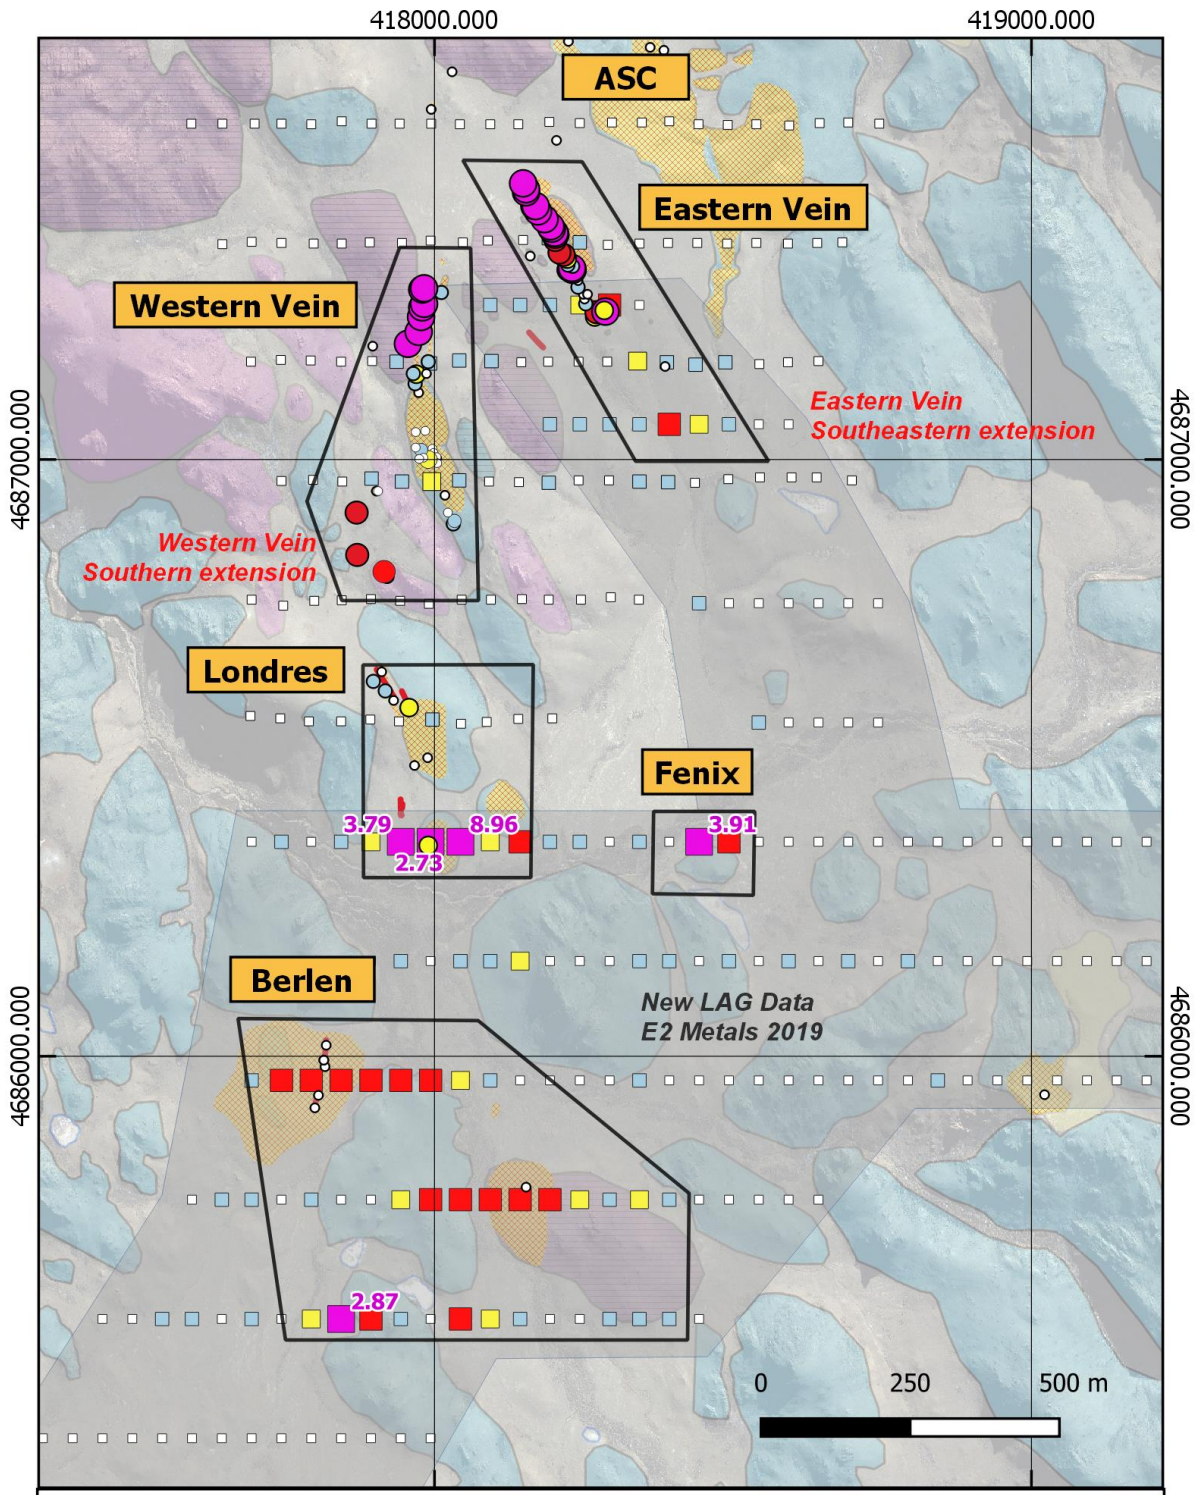 418000.000
419000.000
ASC
Eastern Vein
Western Vein
Eastern Vein
Southeastern extension
4687000.000
4687000.000
Western Vein
Southern extension
Londres
Fenix
3.79
8.96
3.91
2.73
Berlen
New LAG Data
E2 Metals 2019
4686000.000
4686000.000
2.87
0
250
500 m